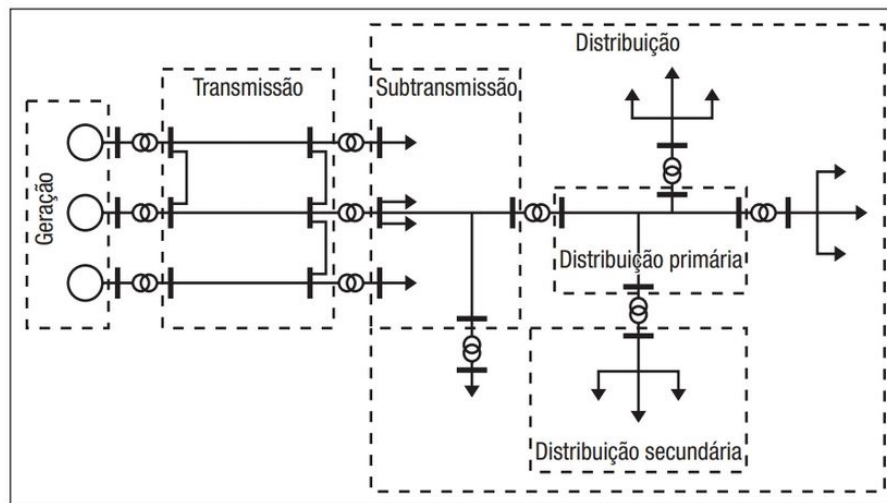 Distribuição
Transmissão
Subtransmissão
Geração
Distribuição primária
Distribuição secundária